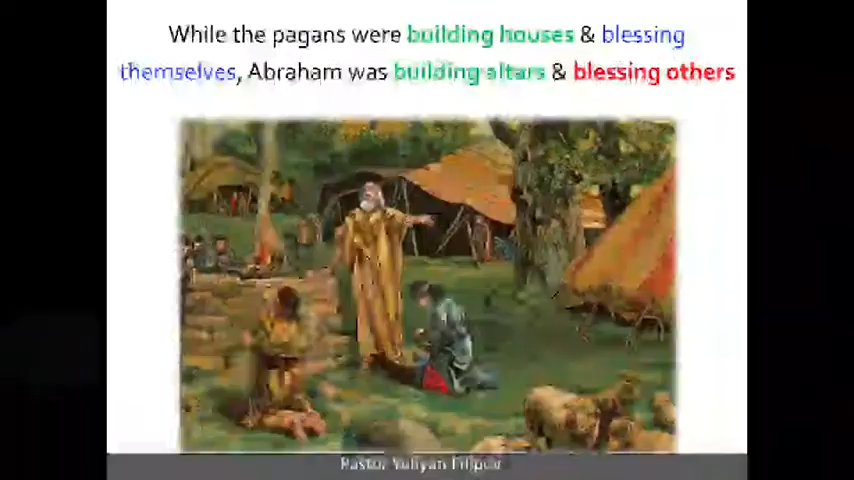 While the pagans were building houses & blessing
themselves, Abraham was building altars & blessing others
Pastor Yuliyan Filipov